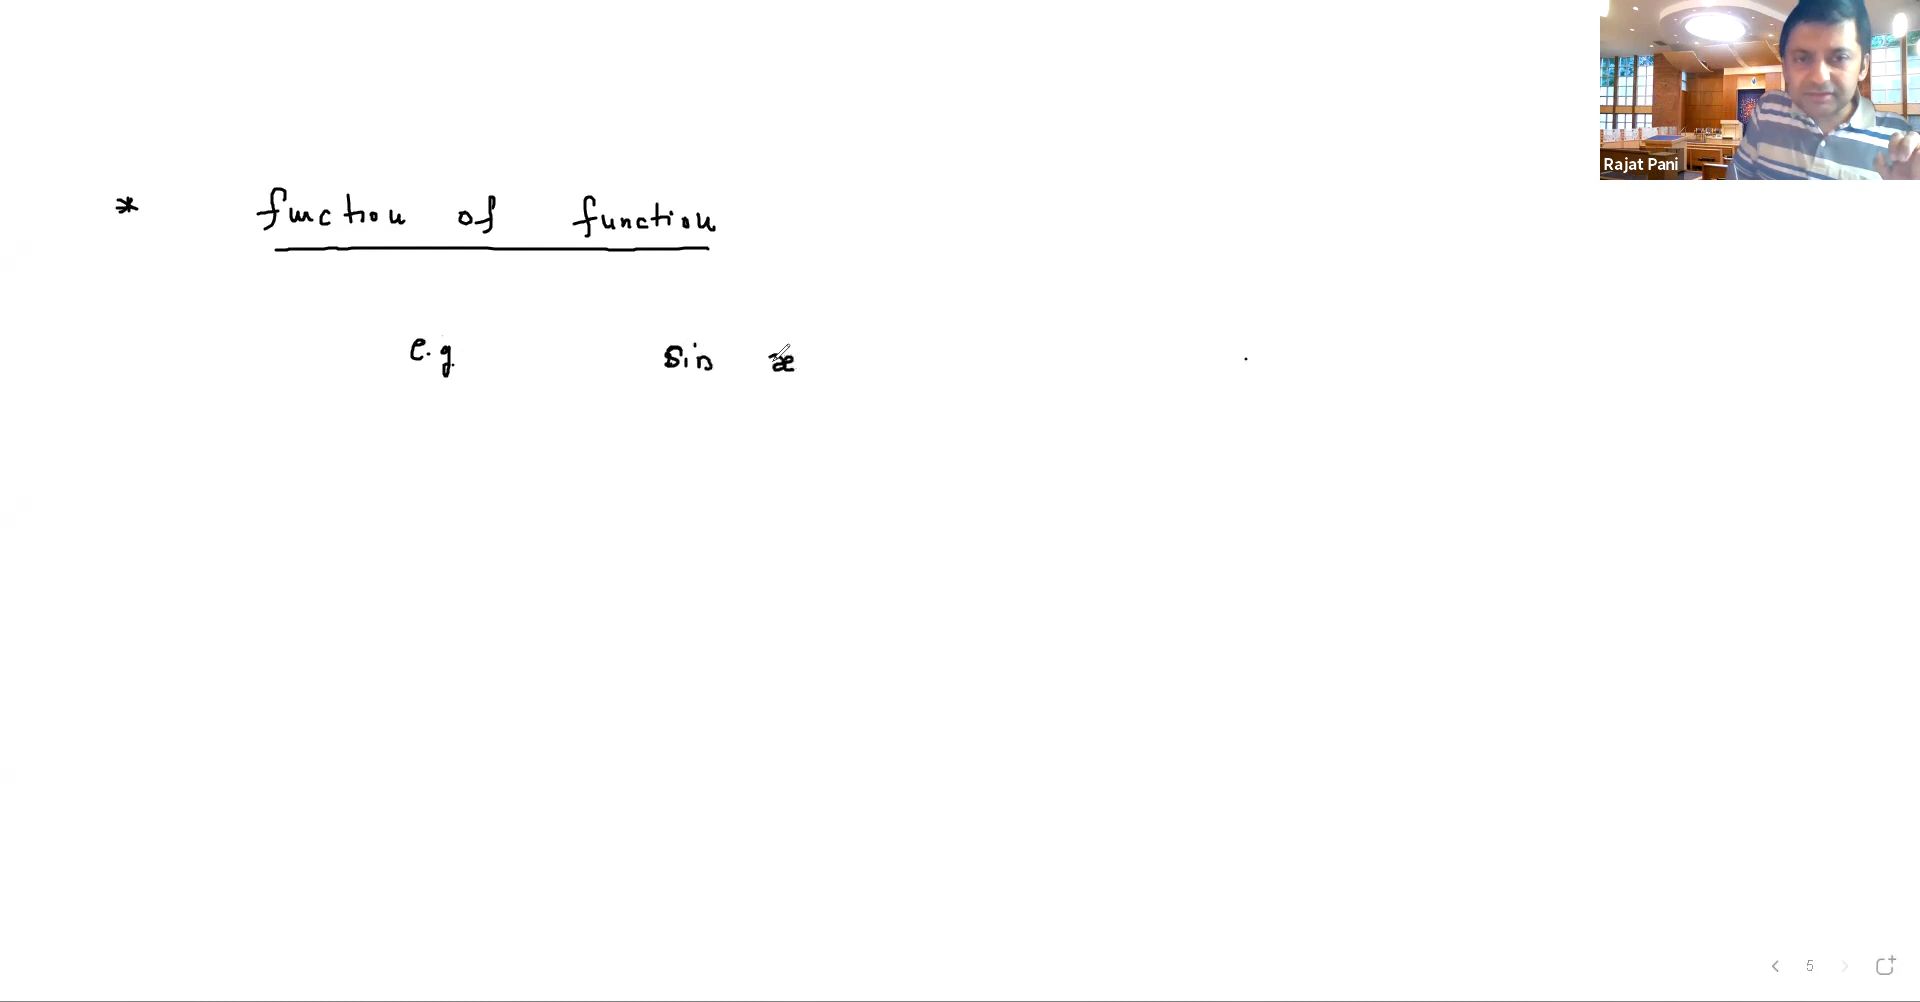 Rajat Pani
* function of function
e.g. sin x
5